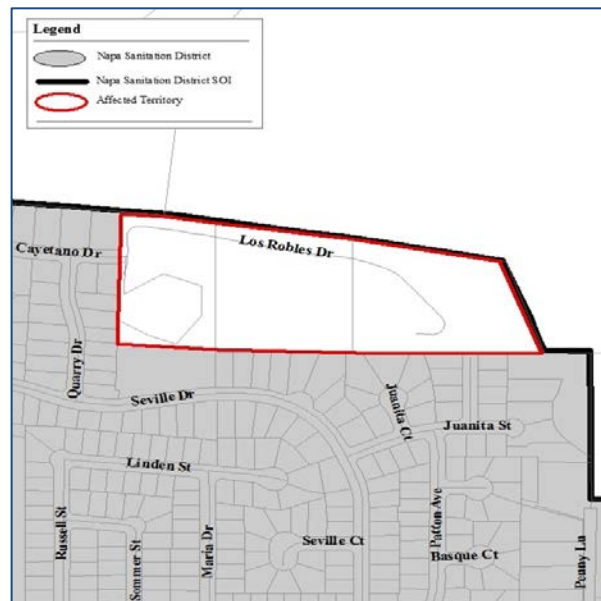 Legend
Napa Sanitation District
Napa Sanitation District SOI
Affected Territory
Los Robles Dr
Cayetano Dr
Quarry Dr
Seville Dr
Juanita Ct
Juanita St
Linden St
Russell St
Sommer St
Maria Dr
Seville Ct
Patton Ave
Basque Ct
Penny Ln